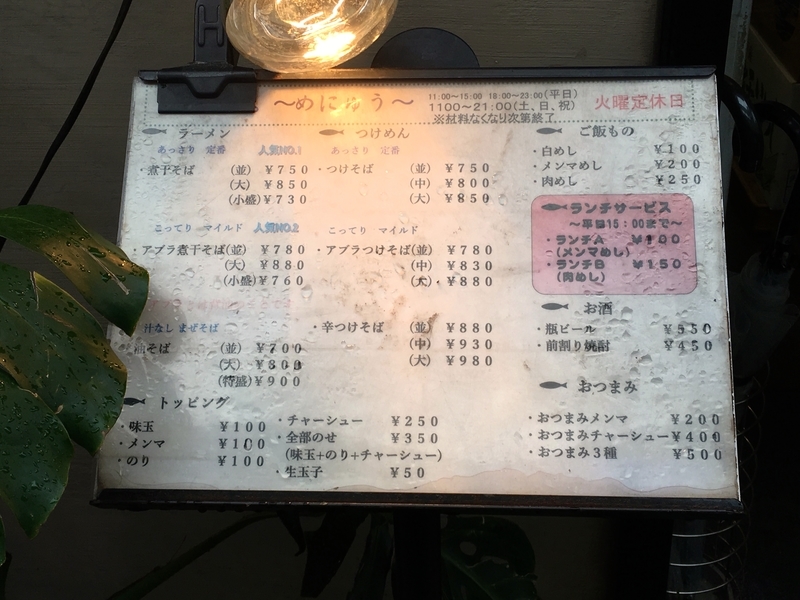 ～めにゅう～
11:00～15:00 18:00～23:00(平日)
1100～21:00(土、日、祝)
※材料なくなり次第終了
火曜定休日
ラーメン
あっさり 定番 人気NO.1
・煮干そば (並) ¥750
(大) ¥850
(小盛) ¥730
こってり マイルド 人気NO.2
・アブラ煮干そば(並) ¥780
(大) ¥880
(小盛) ¥760
汁なし まぜそば
油そば (並) ¥700
(大) ¥800
(特盛) ¥900
つけめん
あっさり 定番
・つけそば (並) ¥750
(中) ¥800
(大) ¥850
こってり マイルド
・アブラつけそば(並) ¥780
(中) ¥830
(大) ¥880
・辛つけそば (並) ¥880
(中) ¥930
(大) ¥980
トッピング
・味玉 ¥100
・メンマ ¥100
・のり ¥100
・チャーシュー ¥250
・全部のせ ¥350
(味玉+のり+チャーシュー)
・生玉子 ¥50
ご飯もの
・白めし ¥100
・メンマめし ¥200
・肉めし ¥250
ランチサービス
～平日15:00まで～
・ランチA ¥100
(メンマめし)
・ランチB ¥150
(肉めし)
お酒
・瓶ビール ¥550
・前割り焼酎 ¥450
おつまみ
・おつまみメンマ ¥200
・おつまみチャーシュー¥400
・おつまみ3種 ¥500